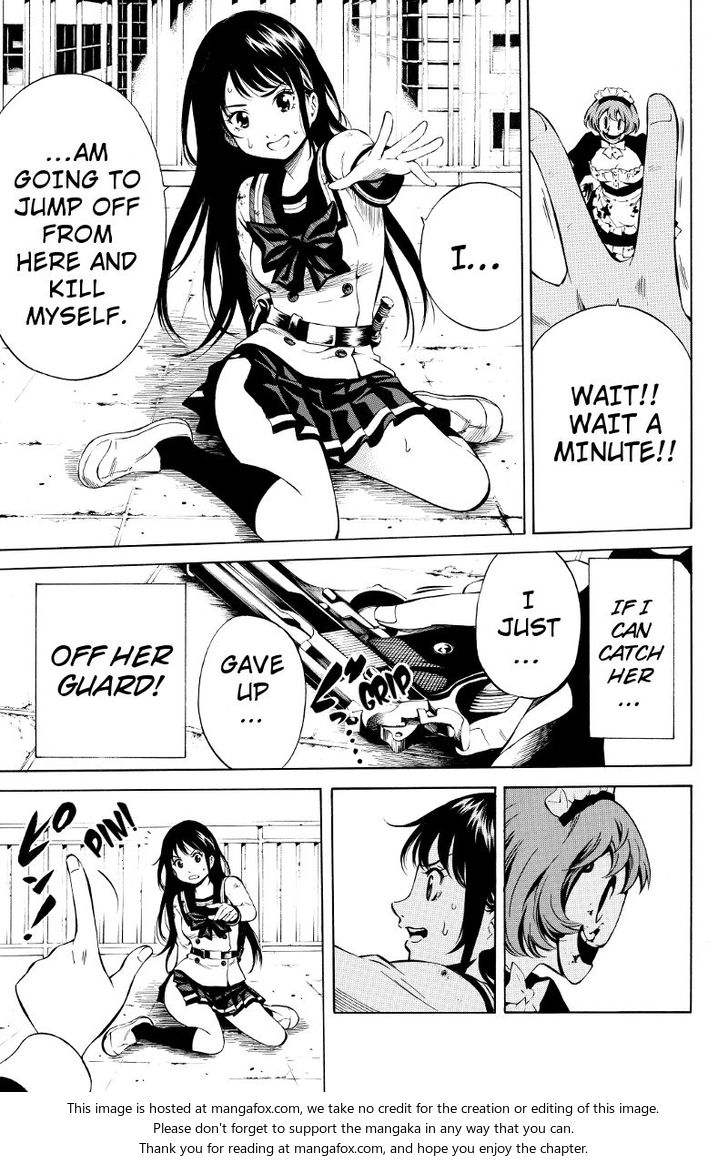 WAIT!!
WAIT A
MINUTE!!
I...
...AM
GOING TO
JUMP OFF
FROM
HERE AND
KILL
MYSELF.
IF I
CAN
CATCH
HER
...
I
JUST
...
GRIP
GAVE
UP
...
OFF HER
GUARD!
PIN!
ピッ
This image is hosted at mangafox.com, we take no credit for the creation or editing of this image.
Please don't forget to support the mangaka in any way that you can.
Thank you for reading at mangafox.com, and hope you enjoy the chapter.